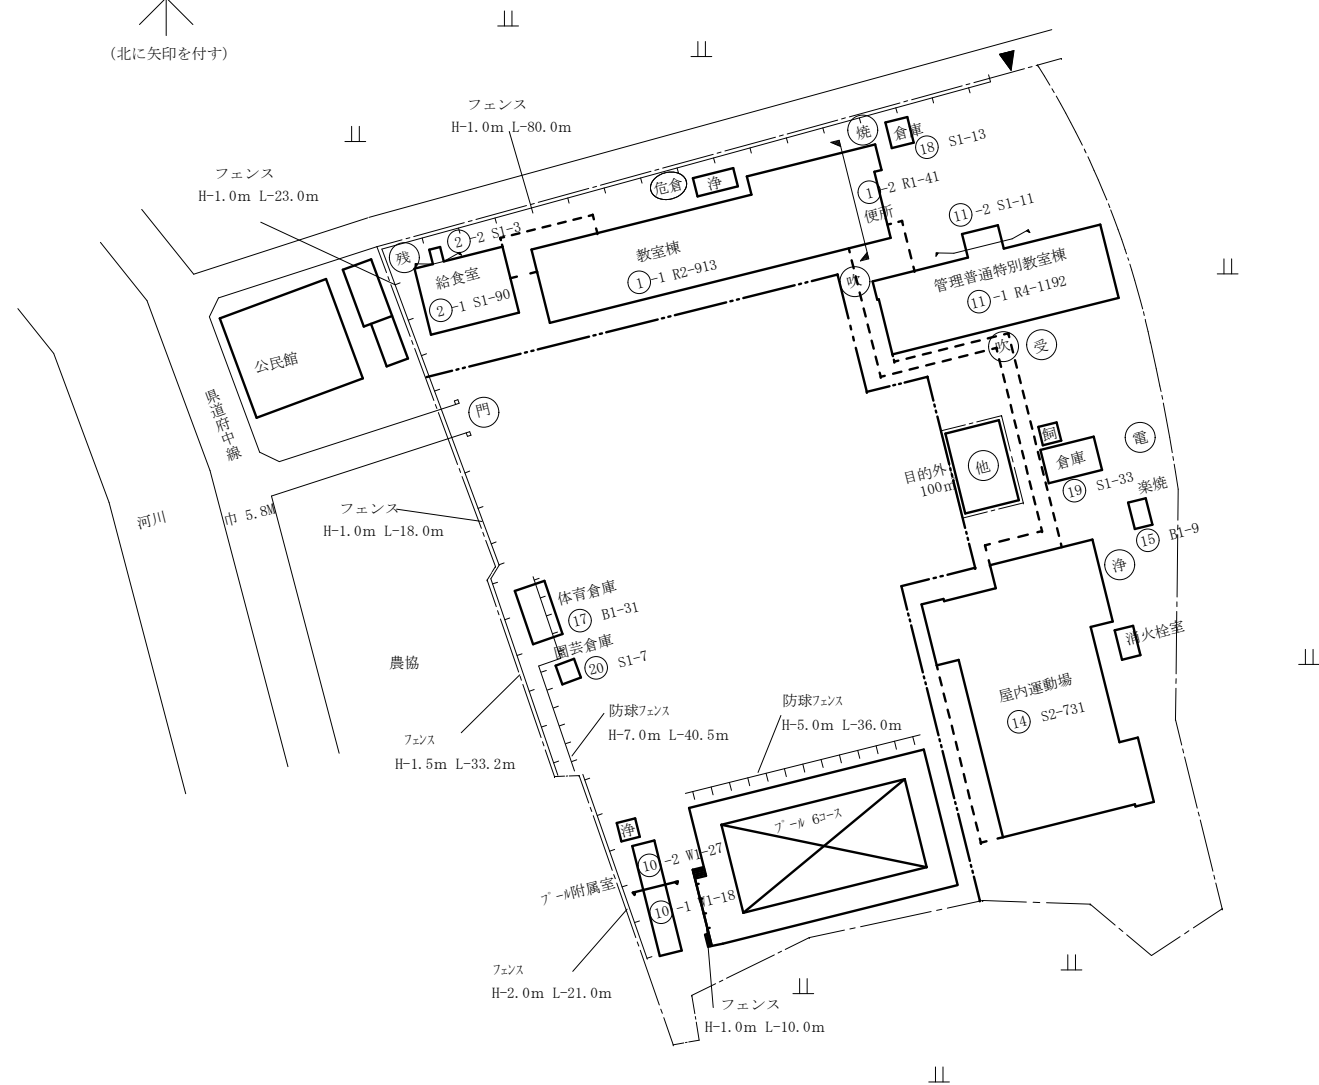 (北に矢印を付す)
フェンス
H-1.0m L-80.0m
フェンス
H-1.0m L-23.0m
焼
倉庫
18 S1-13
危倉
浄
1-2 R1-41
便所
残
2-2 S1-3
給食室
2-1 S1-90
教室棟
1-1 R2-913
吹
11-2 S1-11
管理普通特別教室棟
11-1 R4-1192
吹
受
公民館
県道府中線
門
河川
巾 5.8M
フェンス
H-1.0m L-18.0m
目的外
100㎡
他
飼
倉庫
19 S1-33
電
楽焼
15 B1-9
浄
消火栓室
体育倉庫
17 B1-31
園芸倉庫
20 S1-7
農協
屋内運動場
14 S2-731
防球ﾌｪﾝｽ
H-7.0m L-40.5m
防球ﾌｪﾝｽ
H-5.0m L-36.0m
ﾌｪﾝｽ
H-1.5m L-33.2m
ﾌﾟｰﾙ 6ｺｰｽ
浄
10-2 W1-27
ﾌﾟｰﾙ附属室
10-1 W1-18
ﾌｪﾝｽ
H-2.0m L-21.0m
フェンス
H-1.0m L-10.0m